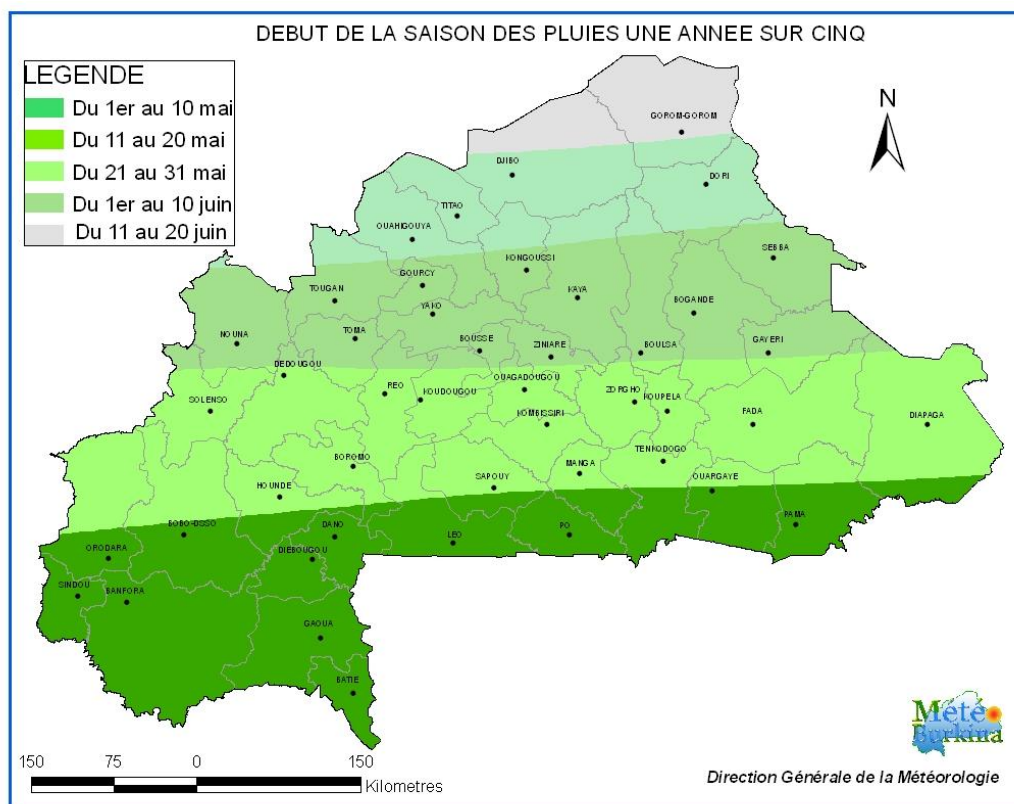 DEBUT DE LA SAISON DES PLUIES UNE ANNEE SUR CINQ
LEGENDE
Du 1er au 10 mai
Du 11 au 20 mai
Du 21 au 31 mai
Du 1er au 10 juin
Du 11 au 20 juin
N
GOROM-GOROM
DJIBO
DORI
TITAO
OUAHIGOUYA
SEBBA
KONGOUSSI
GOURCY
TOUGAN
KAYA
BOGANDE
YAKO
TOMA
NOUNA
BOUSSE
ZINIARE
BOULSA
GAYERI
DEDOUGOU
OUAGADOUGOU
REO
KOUDOUGOU
ZORGHO
KOUPELA
SOLENSO
KOMBISSIRI
FADA
DIAPAGA
BOROMO
TENKODOGO
MANGA
SAPOUY
OUARGAYE
HOUNDE
BOBO-DSSO
DANO
LEO
PO
PAMA
ORODARA
DIEBOUGOU
SINDOU
BANFORA
GAOUA
BATIE
150 75 0 150
Kilometres
Météo
Burkina
Direction Générale de la Météorologie